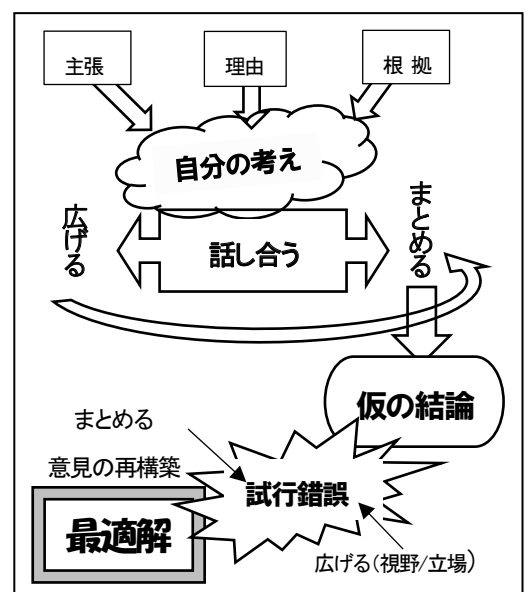 主張
理由
根 拠
自分の考え
広げる
話し合う
まとめる
仮の結論
まとめる
試行錯誤
意見の再構築
最適解
広げる(視野/立場)